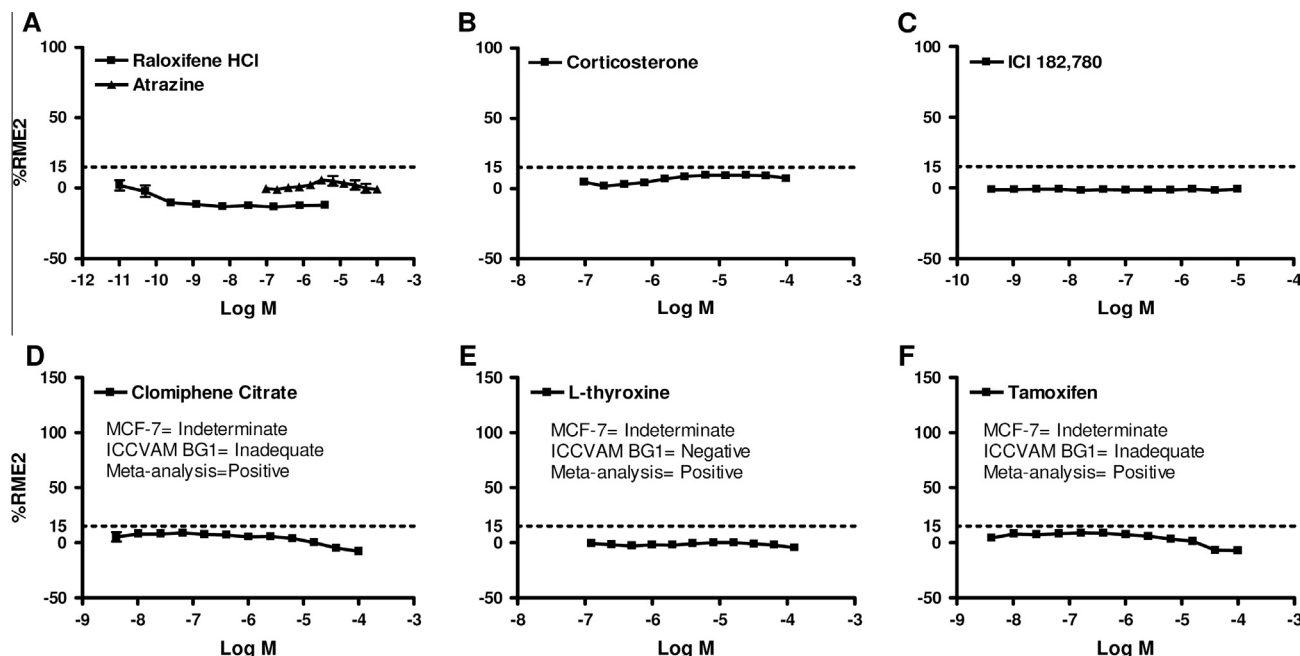 A
Raloxifene HCl
Atrazine
%RME2
100
50
15
0
-50
-12 -11 -10 -9 -8 -7 -6 -5 -4 -3
Log M
B
Corticosterone
100
50
15
0
-50
-8 -7 -6 -5 -4 -3
Log M
C
ICI 182,780
100
50
15
0
-50
-10 -9 -8 -7 -6 -5 -4
Log M
D
Clomiphene Citrate
MCF-7= Indeterminate
ICCVAM BG1= Inadequate
Meta-analysis=Positive
%RME2
150
100
50
15
0
-50
-9 -8 -7 -6 -5 -4 -3
Log M
E
L-thyroxine
MCF-7= Indeterminate
ICCVAM BG1= Negative
Meta-analysis= Positive
150
100
50
15
0
-50
-8 -7 -6 -5 -4 -3
Log M
F
Tamoxifen
MCF-7= Indeterminate
ICCVAM BG1= Inadequate
Meta-analysis= Positive
150
100
50
15
0
-50
-9 -8 -7 -6 -5 -4 -3
Log M